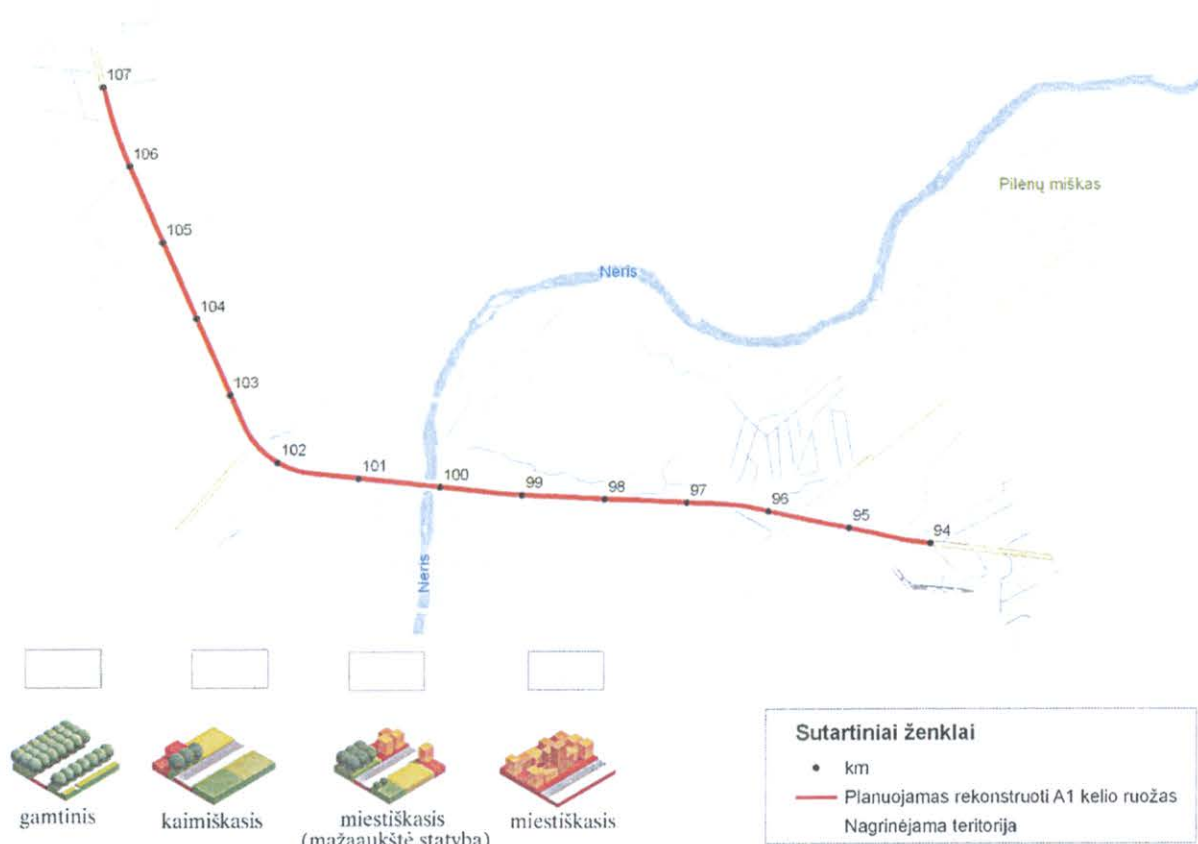 107
106
105
104
103
102
101
100
99
98
97
96
95
94
Neris
Neris
Pilėnų miškas
gamtinis
kaimiškasis
miestiškasis
(mažaaukštė statyba)
miestiškasis
Sutartiniai ženklai
km
Planuojamas rekonstruoti A1 kelio ruožas
Nagrinėjama teritorija